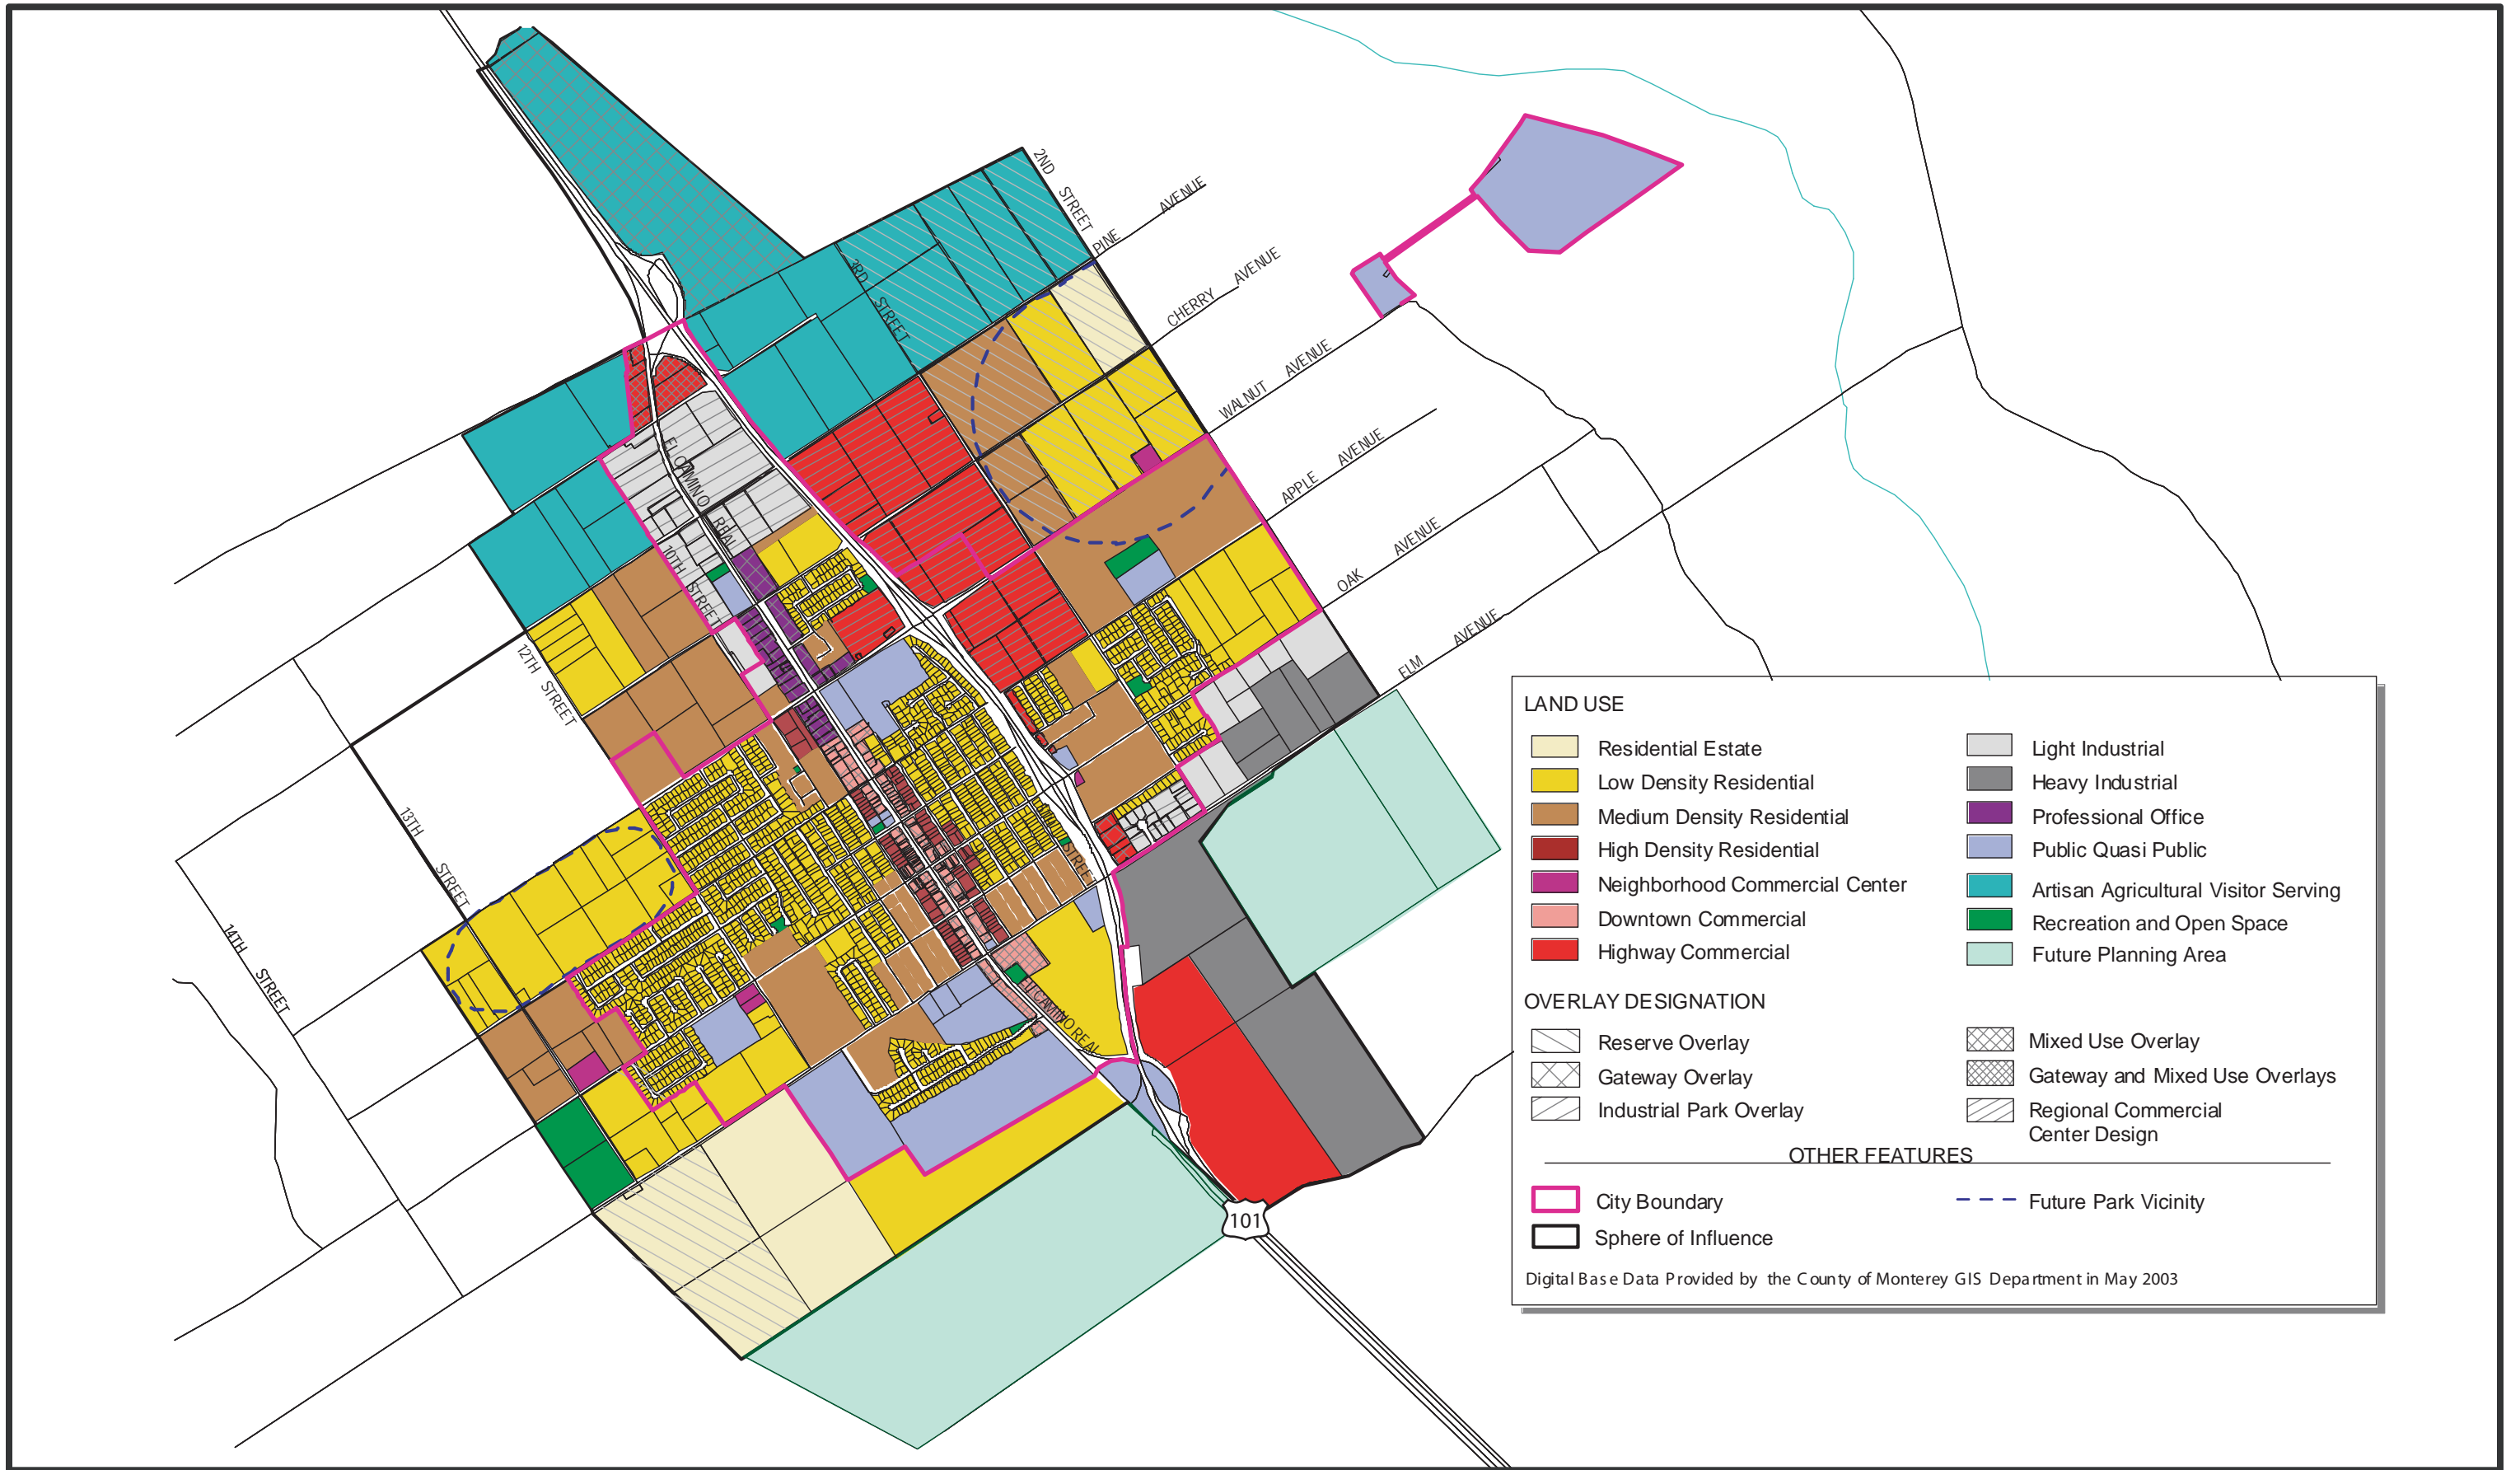 2ND STREET
PINE AVENUE
CHERRY AVENUE
WALNUT AVENUE
APPLE AVENUE
OAK AVENUE
ELM AVENUE
3RD STREET
EL CAMINO REAL
10TH STREET
12TH STREET
13TH STREET
14TH STREET
STREET
EL CAMINO REAL
101
LAND USE
Residential Estate
Low Density Residential
Medium Density Residential
High Density Residential
Neighborhood Commercial Center
Downtown Commercial
Highway Commercial
Light Industrial
Heavy Industrial
Professional Office
Public Quasi Public
Artisan Agricultural Visitor Serving
Recreation and Open Space
Future Planning Area
OVERLAY DESIGNATION
Reserve Overlay
Gateway Overlay
Industrial Park Overlay
Mixed Use Overlay
Gateway and Mixed Use Overlays
Regional Commercial
Center Design
OTHER FEATURES
City Boundary
Sphere of Influence
Future Park Vicinity
Digital Base Data Provided by the County of Monterey GIS Department in May 2003